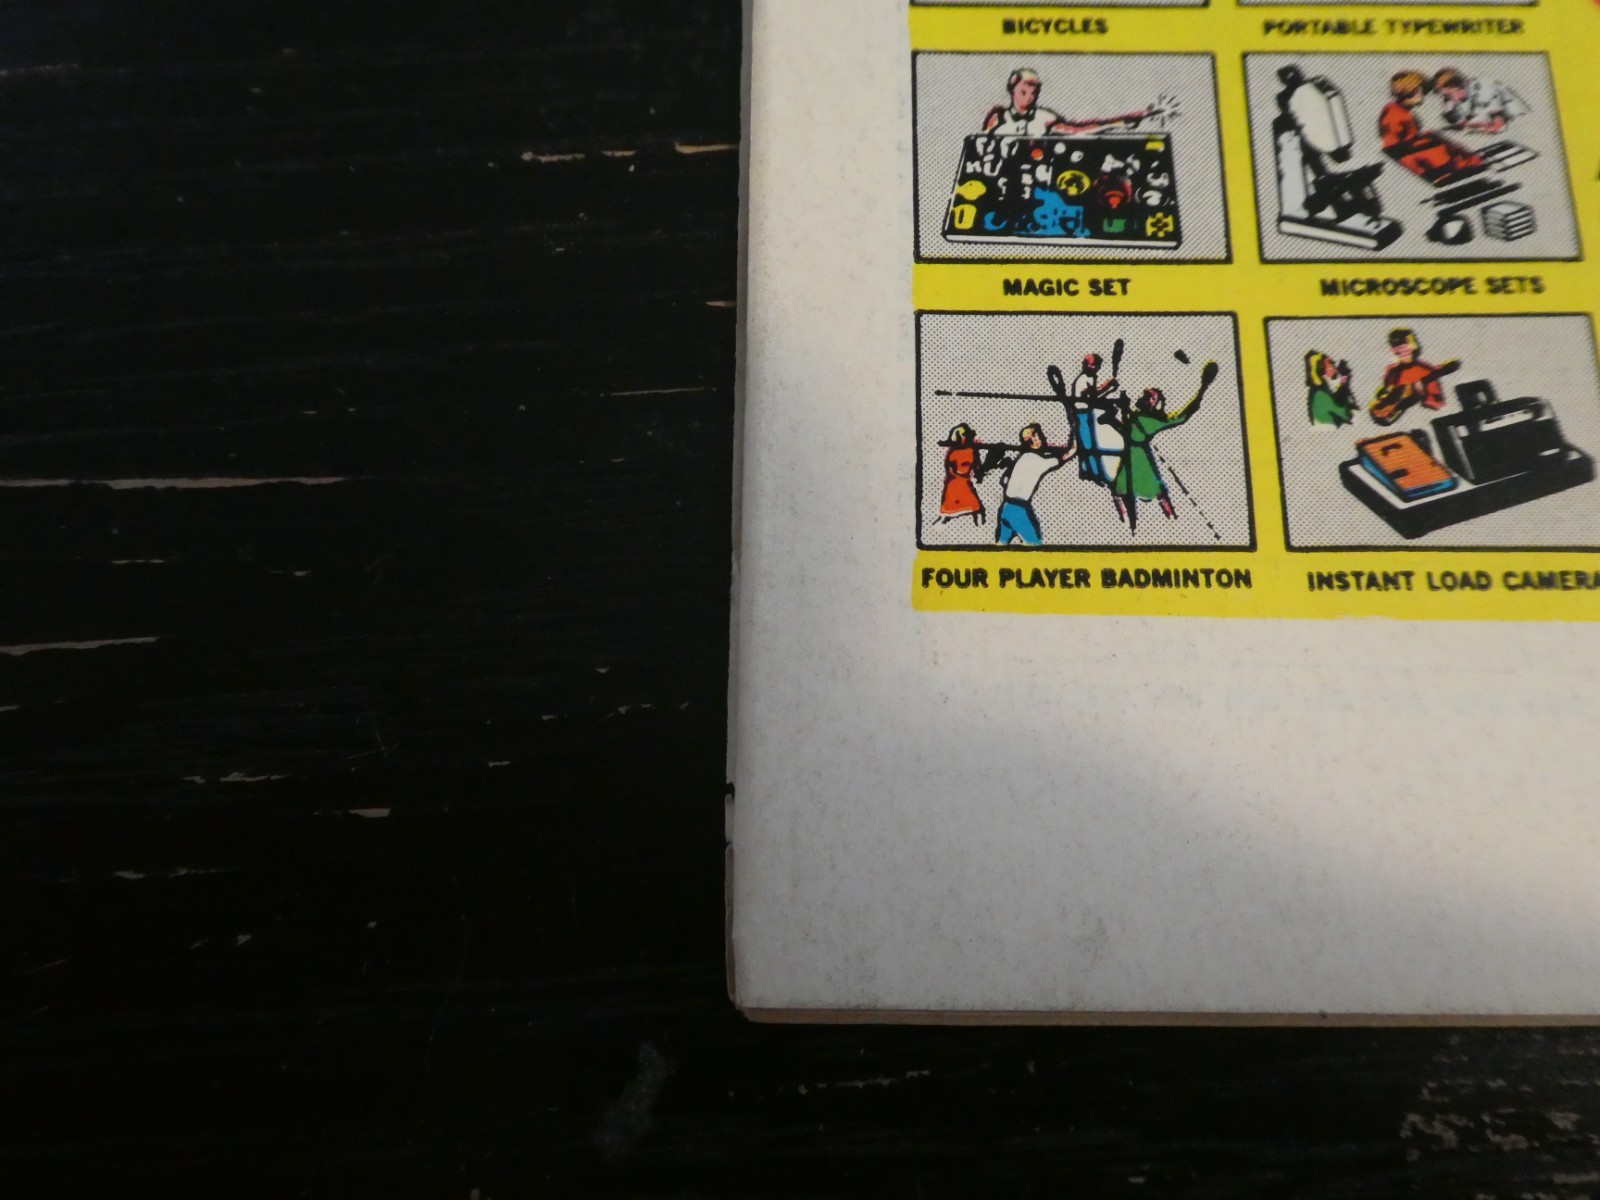 BICYCLES
PORTABLE TYPEWRITER
MAGIC SET
MICROSCOPE SETS
FOUR PLAYER BADMINTON
INSTANT LOAD CAMERA